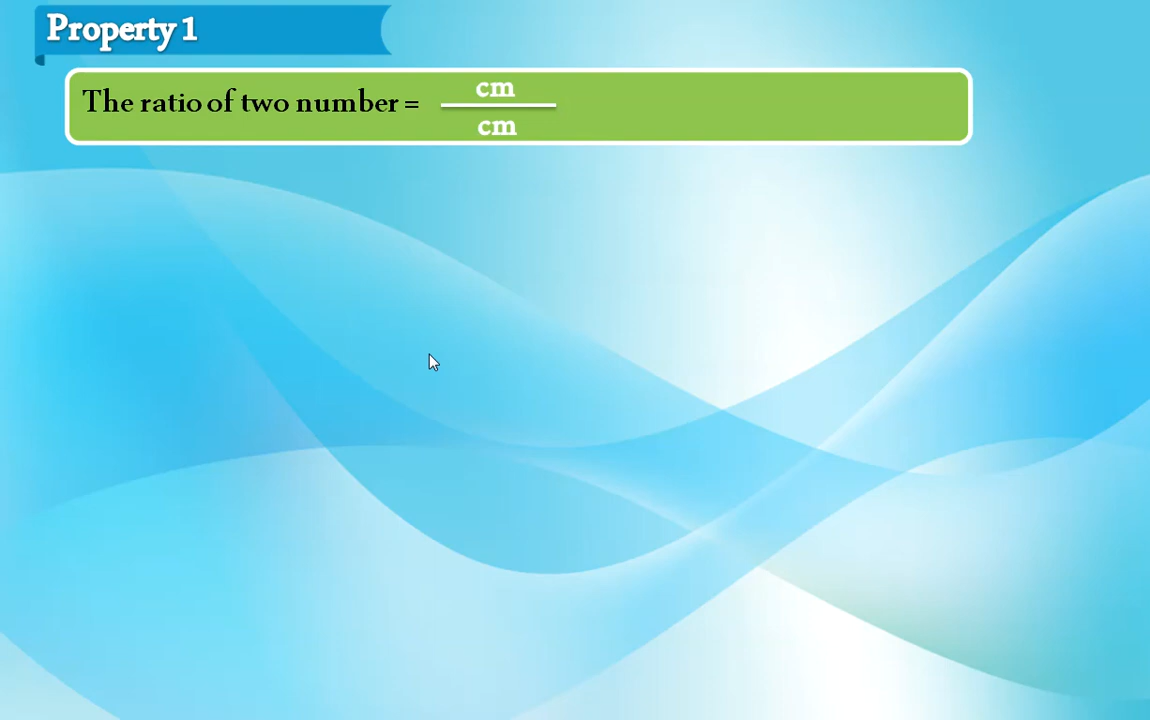 Property 1
The ratio of two number = cm
cm